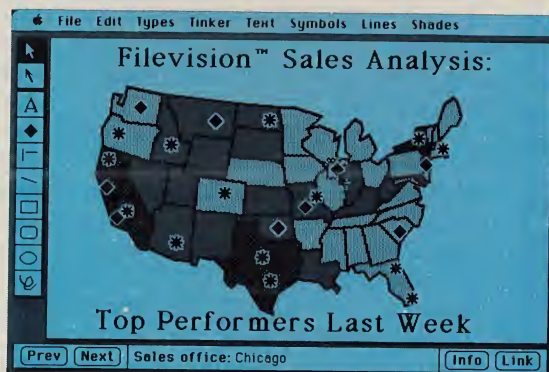 File Edit Types Tinker Text Symbols Lines Shades
Filevision™ Sales Analysis:
A
Top Performers Last Week
Prev Next Sales office: Chicago Info Link